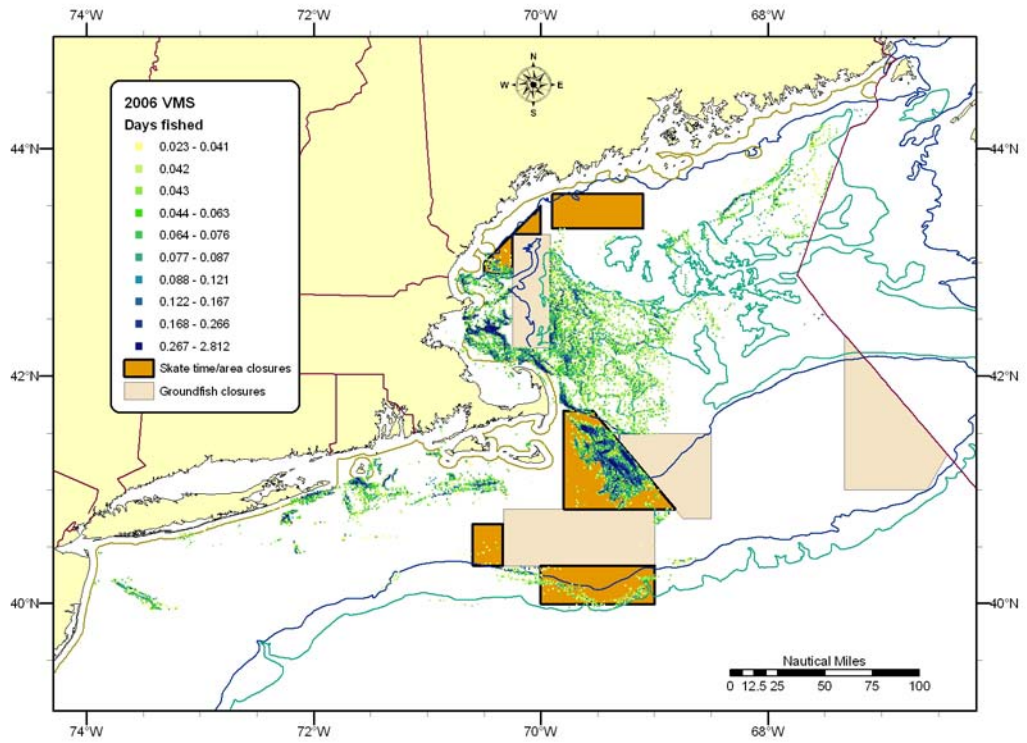 74°W 72°W 70°W 68°W
N
W E
S
2006 VMS
Days fished
0.023 - 0.041
0.042
0.043
0.044 - 0.063
0.064 - 0.076
0.077 - 0.087
0.088 - 0.121
0.122 - 0.167
0.168 - 0.266
0.267 - 2.812
Skate time/area closures
Groundfish closures
44°N 44°N
42°N 42°N
40°N 40°N
Nautical Miles
0 12.5 25 50 75 100
74°W 72°W 70°W 68°W